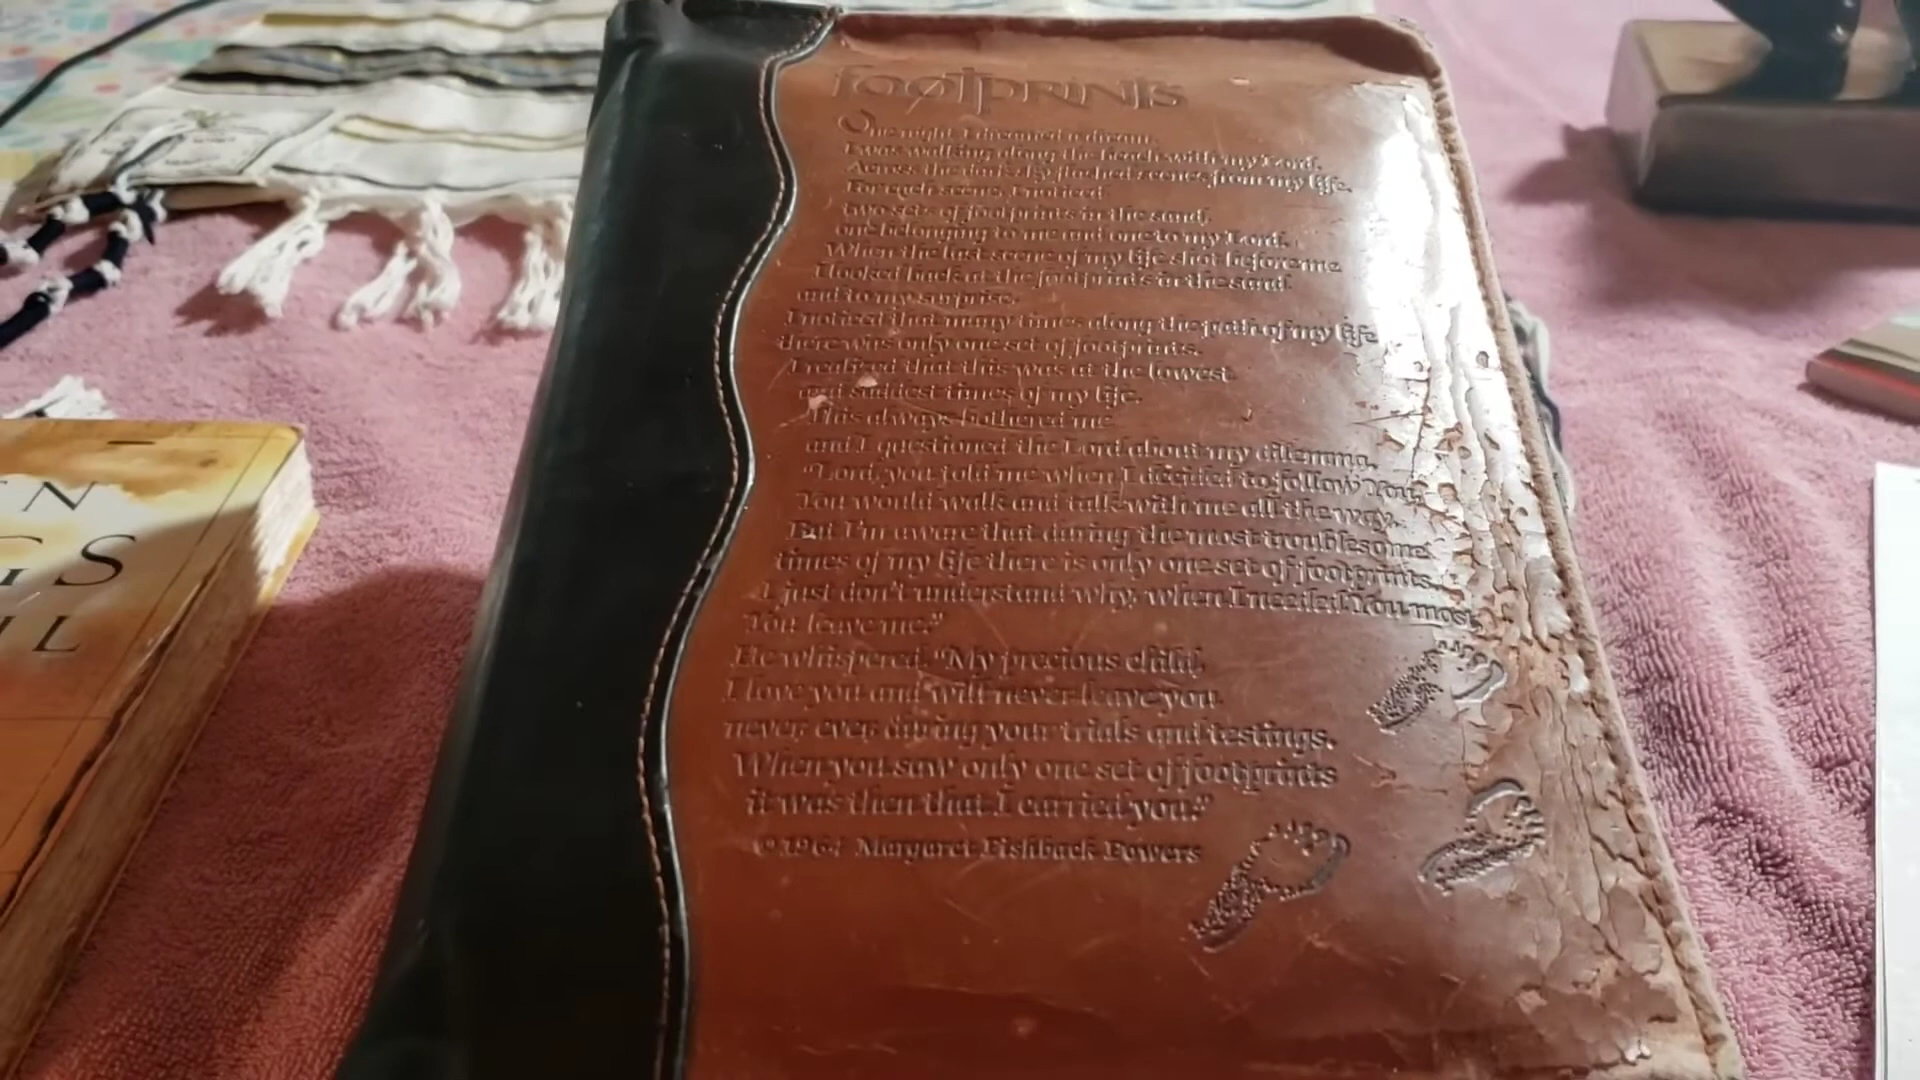 footprints
One night I dreamed a dream.
I was walking along the beach with my Lord.
Across the dark sky flashed scenes from my life.
For each scene, I noticed
two sets of footprints in the sand,
one belonging to me and one to my Lord.
When the last scene of my life shot before me
I looked back at the footprints in the sand
and to my surprise,
I noticed that many times along the path of my life
there was only one set of footprints.
I realized that this was at the lowest
and saddest times of my life.
This always bothered me
and I questioned the Lord about my dilemma.
"Lord, you told me when I decided to follow You,
You would walk and talk with me all the way.
But I'm aware that during the most troublesome
times of my life there is only one set of footprints.
I just don't understand why, when I needed You most,
You leave me."
He whispered, "My precious child,
I love you and will never leave you
never, ever, during your trials and testings.
When you saw only one set of footprints
it was then that I carried you."
©1964 Margaret Fishback Powers